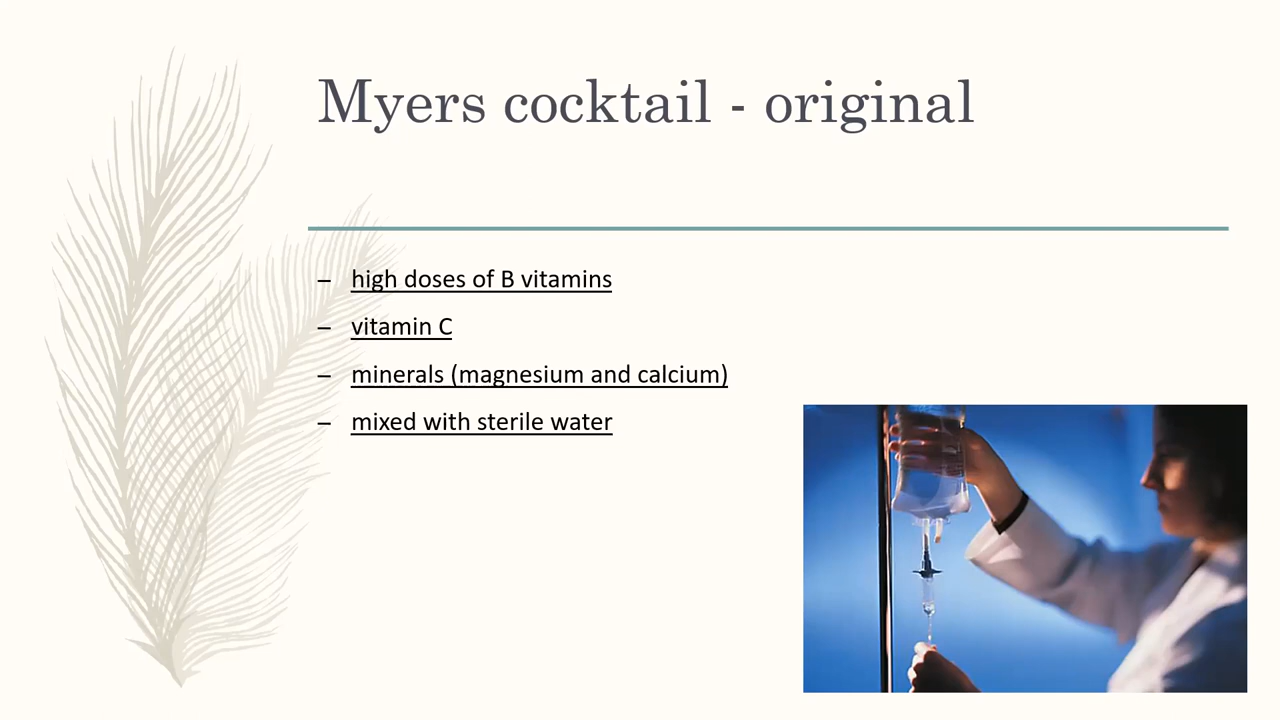 Myers cocktail - original
– high doses of B vitamins
– vitamin C
– minerals (magnesium and calcium)
– mixed with sterile water